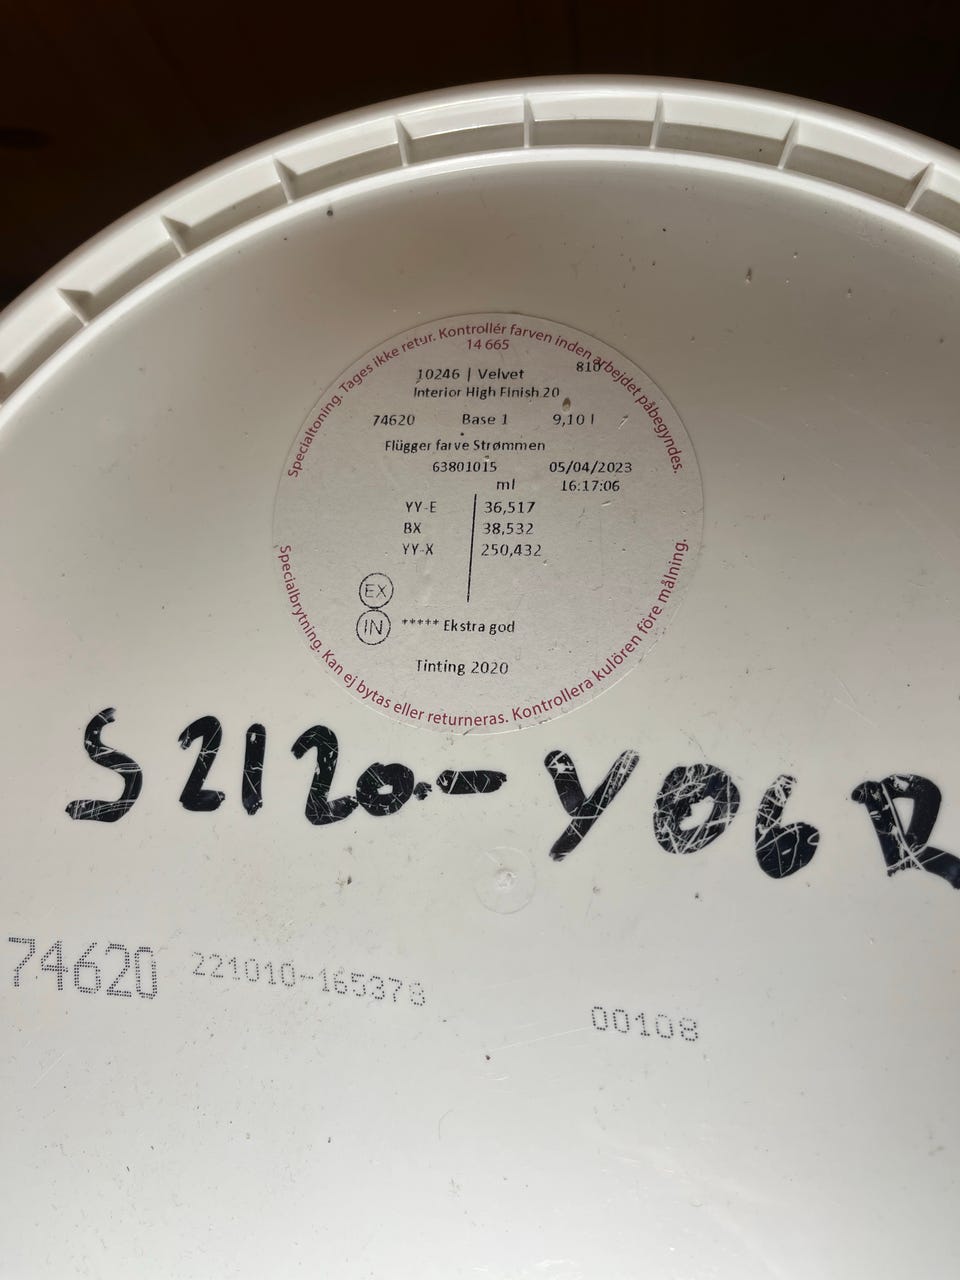 Specialtoning. Tages ikke retur. Kontrollér farven inden arbejdet påbegyndes.
14 665
810
10246 | Velvet
Interior High Finish 20
74620 Base 1 9,10 l
Flügger farve Strømmen
63801015 05/04/2023
ml 16:17:06
YY-E 36,517
BX 38,532
YY-X 250,432
EX
IN ***** Ekstra god
Tinting 2020
Specialbrytning. Kan ej bytas eller returneras. Kontrollera kulören före målning.
S2120-Y06R
74620 221010-165378 00108